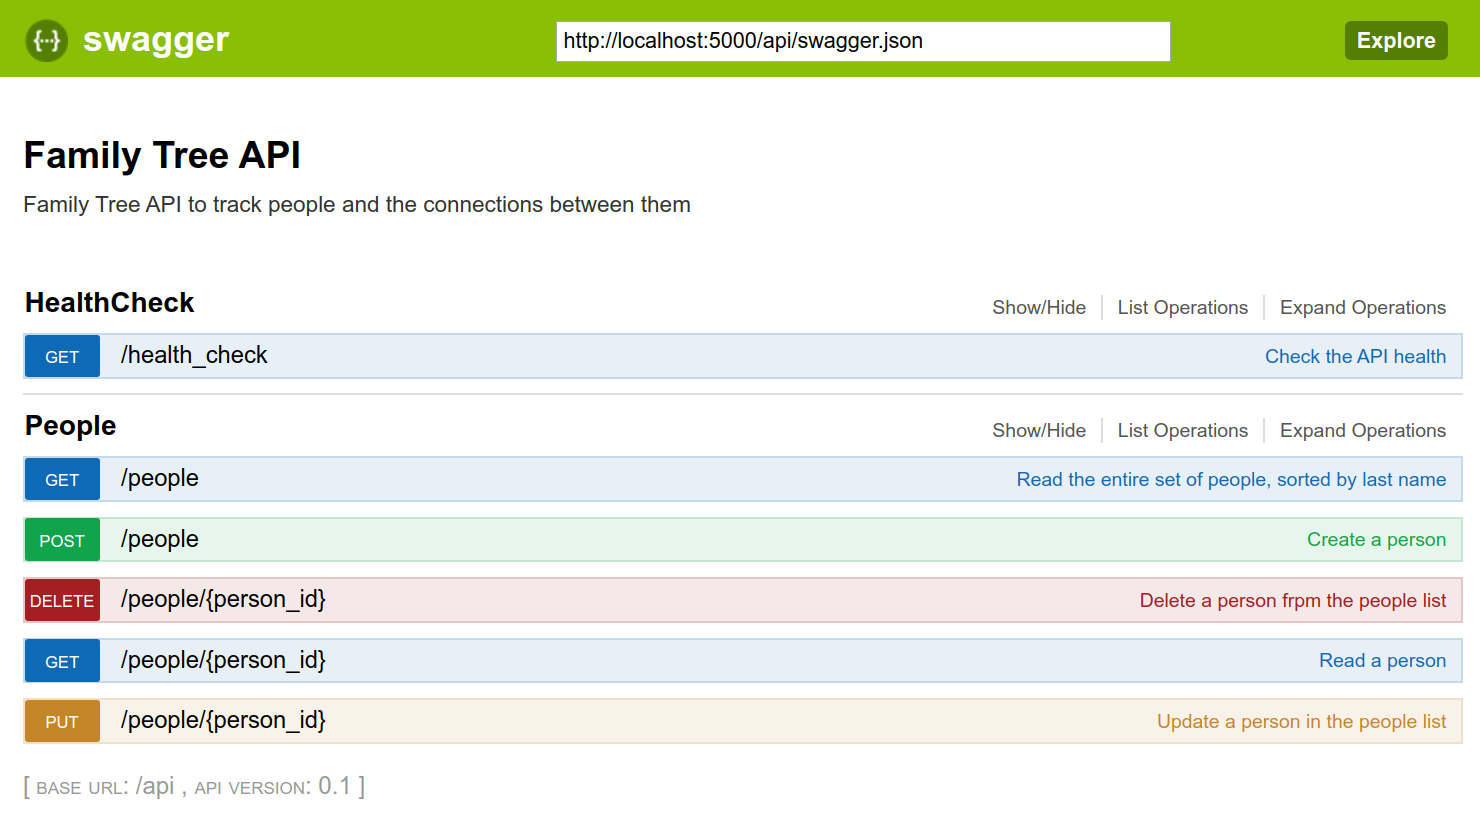 {···} swagger
http://localhost:5000/api/swagger.json
Explore
Family Tree API
Family Tree API to track people and the connections between them
HealthCheck
Show/Hide | List Operations | Expand Operations
GET /health_check Check the API health
People
Show/Hide | List Operations | Expand Operations
GET /people Read the entire set of people, sorted by last name
POST /people Create a person
DELETE /people/{person_id} Delete a person frpm the people list
GET /people/{person_id} Read a person
PUT /people/{person_id} Update a person in the people list
[ BASE URL: /api , API VERSION: 0.1 ]